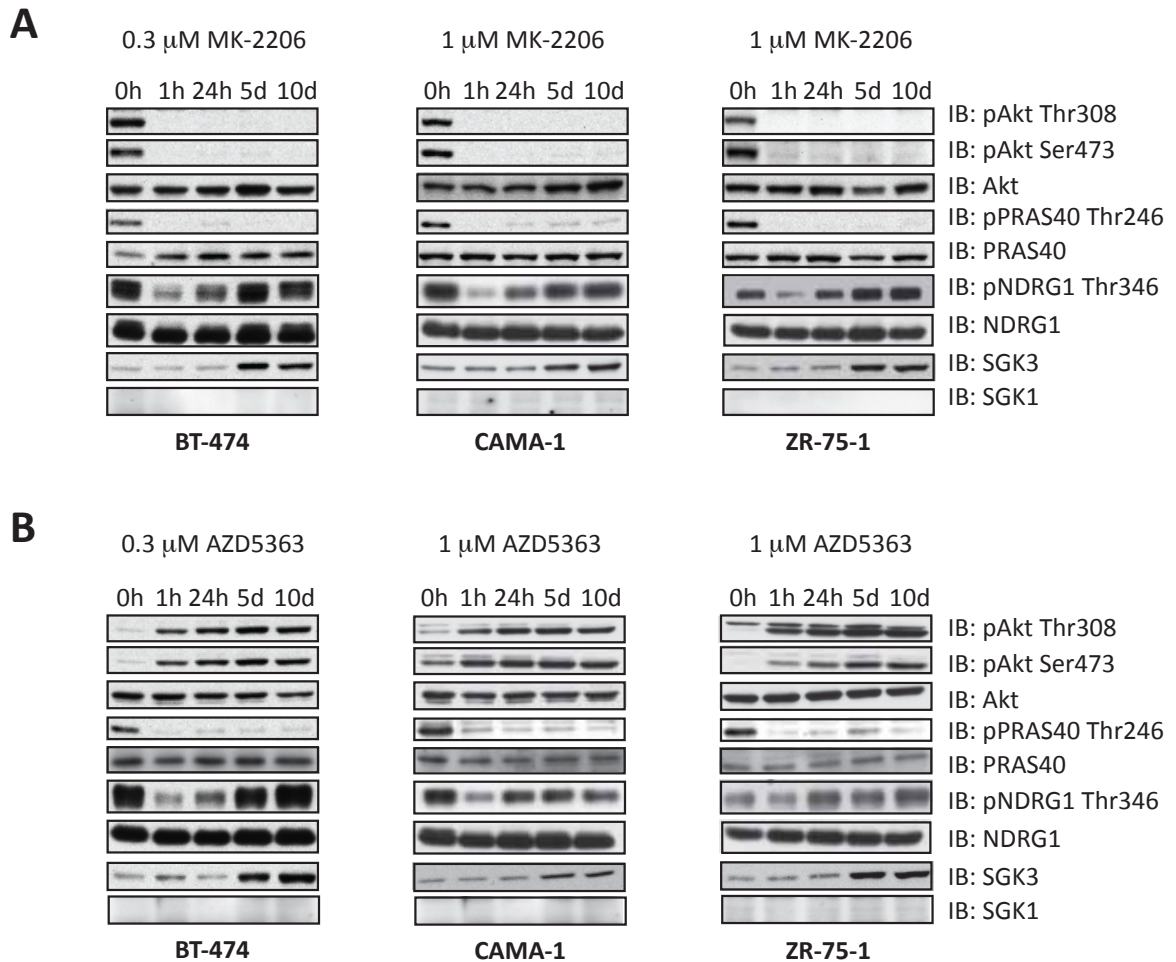 A
0.3 μM MK-2206
1 μM MK-2206
1 μM MK-2206
0h 1h 24h 5d 10d
0h 1h 24h 5d 10d
0h 1h 24h 5d 10d
IB: pAkt Thr308
IB: pAkt Ser473
IB: Akt
IB: pPRAS40 Thr246
IB: PRAS40
IB: pNDRG1 Thr346
IB: NDRG1
IB: SGK3
IB: SGK1
BT-474
CAMA-1
ZR-75-1
B
0.3 μM AZD5363
1 μM AZD5363
1 μM AZD5363
0h 1h 24h 5d 10d
0h 1h 24h 5d 10d
0h 1h 24h 5d 10d
IB: pAkt Thr308
IB: pAkt Ser473
IB: Akt
IB: pPRAS40 Thr246
IB: PRAS40
IB: pNDRG1 Thr346
IB: NDRG1
IB: SGK3
IB: SGK1
BT-474
CAMA-1
ZR-75-1